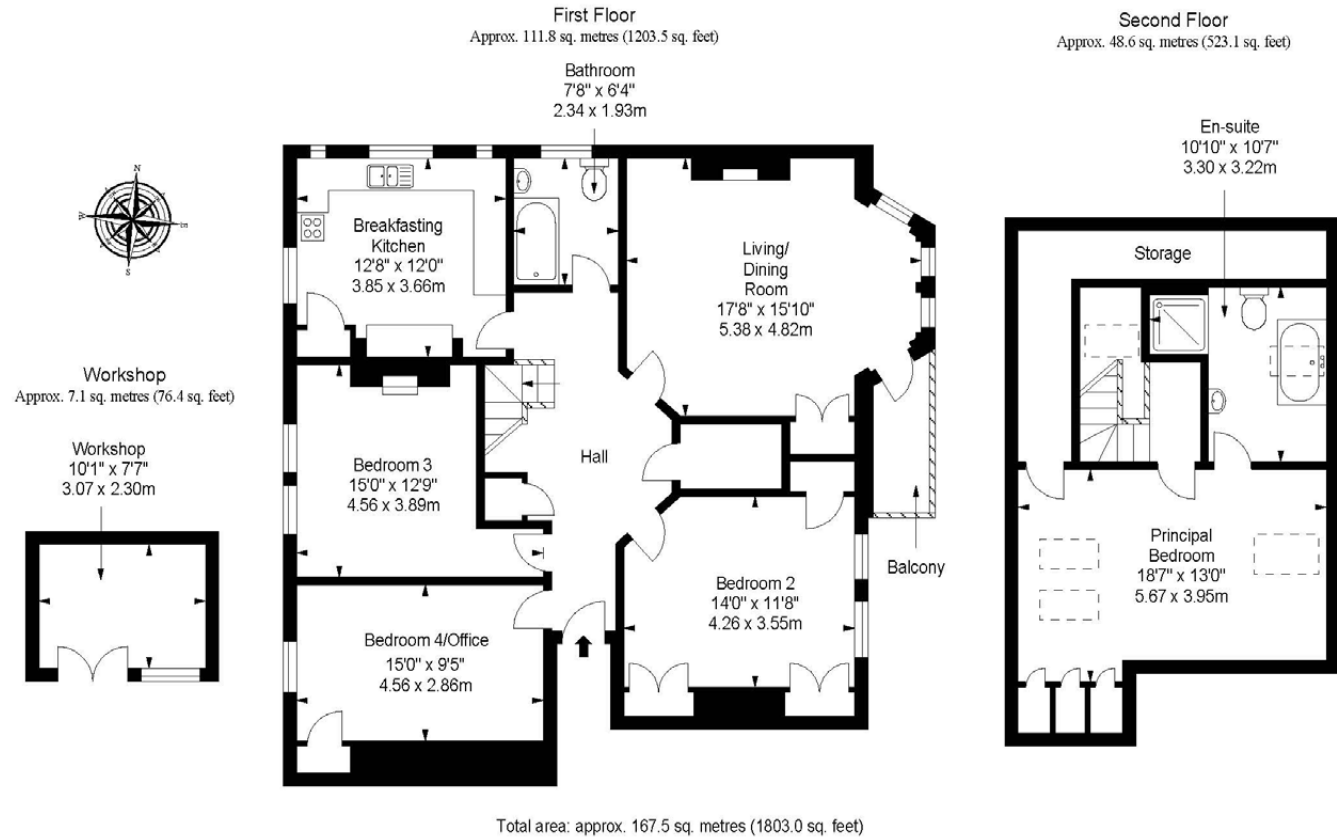 First Floor
Approx. 111.8 sq. metres (1203.5 sq. feet)
Second Floor
Approx. 48.6 sq. metres (523.1 sq. feet)
Bathroom
7'8" x 6'4"
2.34 x 1.93m
En-suite
10'10" x 10'7"
3.30 x 3.22m
N
W
E
S
Breakfasting
Kitchen
12'8" x 12'0"
3.85 x 3.66m
Living/
Dining
Room
17'8" x 15'10"
5.38 x 4.82m
Storage
Workshop
Approx. 7.1 sq. metres (76.4 sq. feet)
Workshop
10'1" x 7'7"
3.07 x 2.30m
Bedroom 3
15'0" x 12'9"
4.56 x 3.89m
Hall
Balcony
Bedroom 2
14'0" x 11'8"
4.26 x 3.55m
Principal
Bedroom
18'7" x 13'0"
5.67 x 3.95m
Bedroom 4/Office
15'0" x 9'5"
4.56 x 2.86m
Total area: approx. 167.5 sq. metres (1803.0 sq. feet)